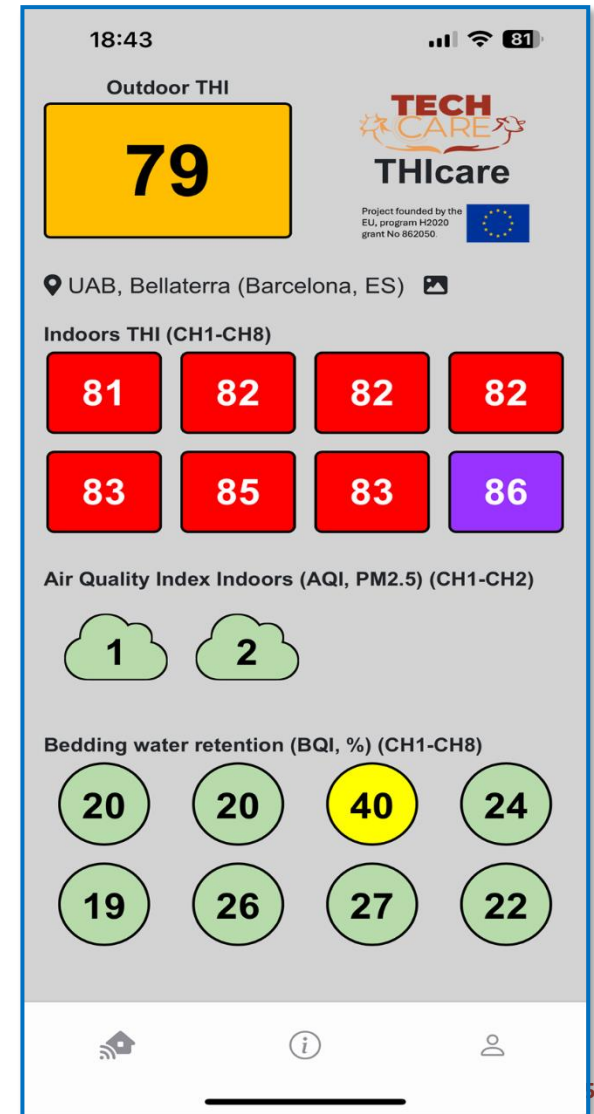 18:43 81
Outdoor THI
79
TECH
CARE
THIcare
Project founded by the
EU, program H2020
grant No 862050.
UAB, Bellaterra (Barcelona, ES)
Indoors THI (CH1-CH8)
81 82 82 82
83 85 83 86
Air Quality Index Indoors (AQI, PM2.5) (CH1-CH2)
1 2
Bedding water retention (BQI, %) (CH1-CH8)
20 20 40 24
19 26 27 22
i
5